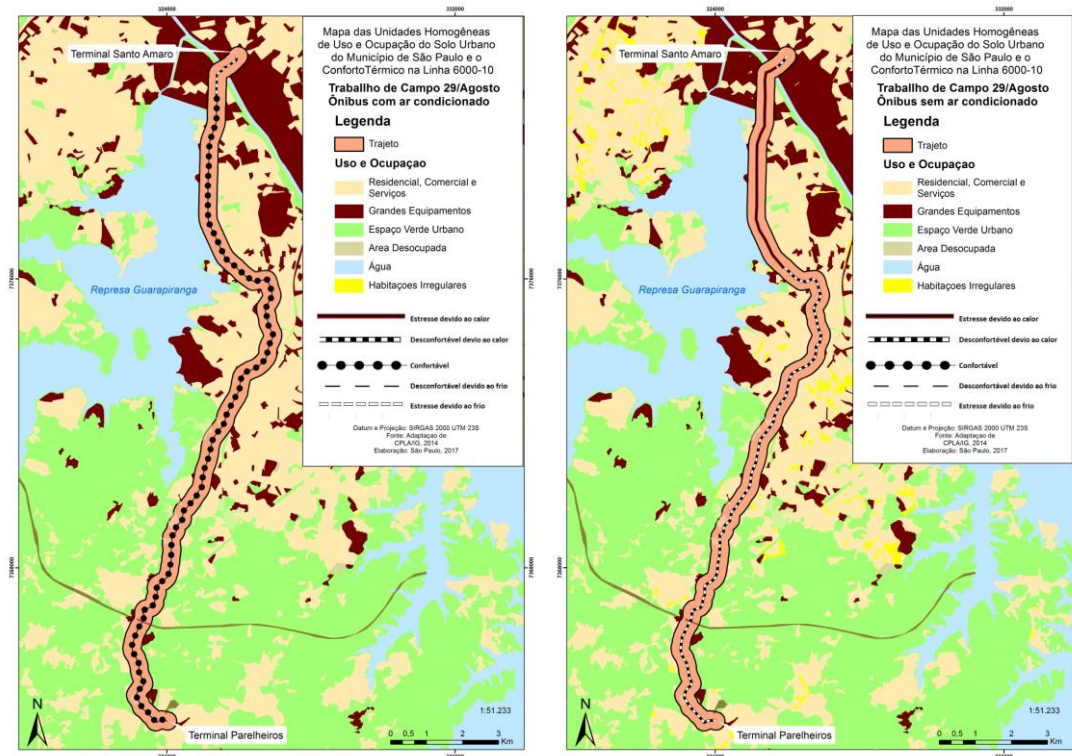 324000
332000
Terminal Santo Amaro
7376000
Represa Guarapiranga
7368000
Terminal Parelheiros
Mapa das Unidades Homogêneas
de Uso e Ocupação do Solo Urbano
do Município de São Paulo e o
ConfortoTérmico na Linha 6000-10
Traballho de Campo 29/Agosto
Ônibus com ar condicionado
Legenda
Trajeto
Uso e Ocupaçao
Residencial, Comercial e
Serviços
Grandes Equipamentos
Espaço Verde Urbano
Area Desocupada
Água
Habitaçoes Irregulares
Estresse devido ao calor
Desconfortável devio ao calor
Confortável
Desconfortável devido ao frio
Estresse devido ao frio
Datum e Projeção: SIRGAS 2000 UTM 23S
Fonte: Adaptaçao de
CPLA/IG, 2014
Elaboração: São Paulo, 2017
N
1:51.233
0 0,5 1 2 3
Km
324000
332000
Terminal Santo Amaro
7376000
Represa Guarapiranga
7368000
Terminal Parelheiros
Mapa das Unidades Homogêneas
de Uso e Ocupação do Solo Urbano
do Município de São Paulo e o
ConfortoTérmico na Linha 6000-10
Traballho de Campo 29/Agosto
Ônibus sem ar condicionado
Legenda
Trajeto
Uso e Ocupaçao
Residencial, Comercial e
Serviços
Grandes Equipamentos
Espaço Verde Urbano
Area Desocupada
Água
Habitaçoes Irregulares
Estresse devido ao calor
Desconfortável devio ao calor
Confortável
Desconfortável devido ao frio
Estresse devido ao frio
Datum e Projeção: SIRGAS 2000 UTM 23S
Fonte: Adaptaçao de
CPLA/IG, 2014
Elaboração: São Paulo, 2017
N
1:51.233
0 0,5 1 2 3
Km